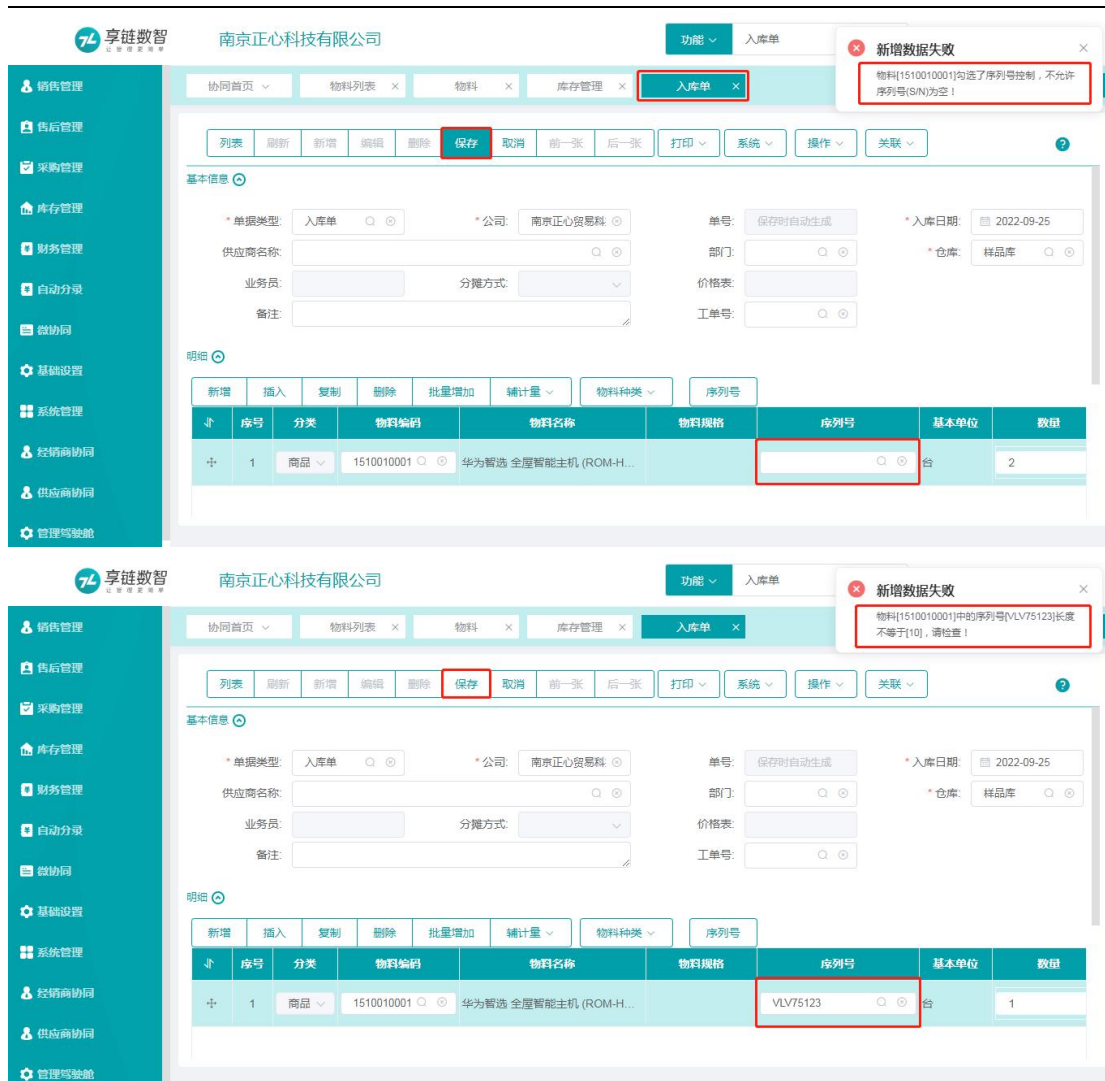 享链数智
让管理更简单
南京正心科技有限公司
功能
入库单
新增数据失败
物料[1510010001]勾选了序列号控制，不允许
序列号(S/N)为空！
销售管理
售后管理
采购管理
库存管理
财务管理
自动分录
微协同
基础设置
系统管理
经销商协同
供应商协同
管理驾驶舱
协同首页
物料列表
物料
库存管理
入库单
列表 刷新 新增 编辑 删除 保存 取消 前一张 后一张 打印 系统 操作 关联
基本信息
*单据类型: 入库单 *公司: 南京正心贸易科 单号: 保存时自动生成 *入库日期: 2022-09-25
供应商名称: 部门: *仓库: 样品库
业务员: 分摊方式: 价格表:
备注: 工单号:
明细
新增 插入 复制 删除 批量增加 辅计量 物料种类 序列号
序号 分类 物料编码 物料名称 物料规格 序列号 基本单位 数量
1 商品 1510010001 华为智选 全屋智能主机 (ROM-H... 台 2
享链数智
让管理更简单
南京正心科技有限公司
功能
入库单
新增数据失败
物料[1510010001]中的序列号[VLV75123]长度
不等于[10]，请检查！
销售管理
售后管理
采购管理
库存管理
财务管理
自动分录
微协同
基础设置
系统管理
经销商协同
供应商协同
管理驾驶舱
协同首页
物料列表
物料
库存管理
入库单
列表 刷新 新增 编辑 删除 保存 取消 前一张 后一张 打印 系统 操作 关联
基本信息
*单据类型: 入库单 *公司: 南京正心贸易科 单号: 保存时自动生成 *入库日期: 2022-09-25
供应商名称: 部门: *仓库: 样品库
业务员: 分摊方式: 价格表:
备注: 工单号:
明细
新增 插入 复制 删除 批量增加 辅计量 物料种类 序列号
序号 分类 物料编码 物料名称 物料规格 序列号 基本单位 数量
1 商品 1510010001 华为智选 全屋智能主机 (ROM-H... VLV75123 台 1